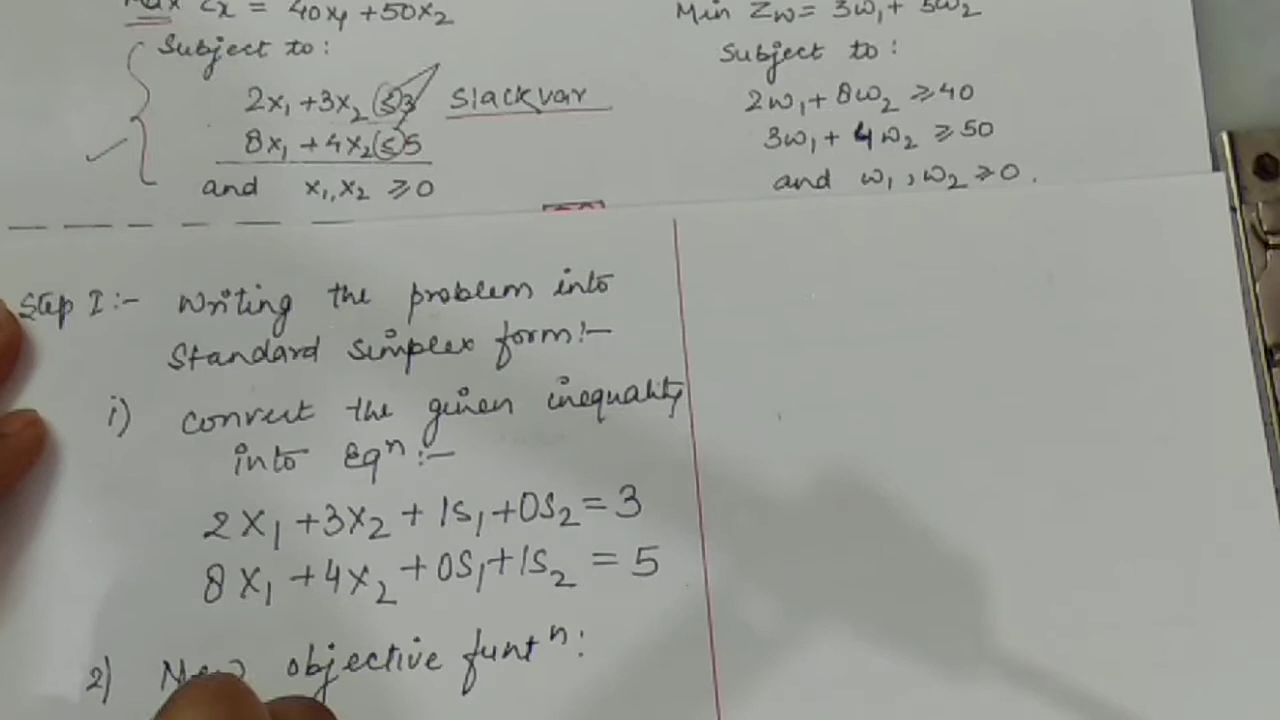 Max Zx = 40x1 + 50x2
Subject to:
2x1 + 3x2 ≤ 3 Slack var
8x1 + 4x2 ≤ 5
and x1, x2 ≥ 0
Min Zw = 3w1 + 5w2
Subject to:
2w1 + 8w2 ≥ 40
3w1 + 4w2 ≥ 50
and w1, w2 ≥ 0.
Step I:- Writing the problem into
Standard simplex form:-
i) convert the given inequality
into Eqn:-
2x1 + 3x2 + 1s1 + 0s2 = 3
8x1 + 4x2 + 0s1 + 1s2 = 5
2) New objective funtn: